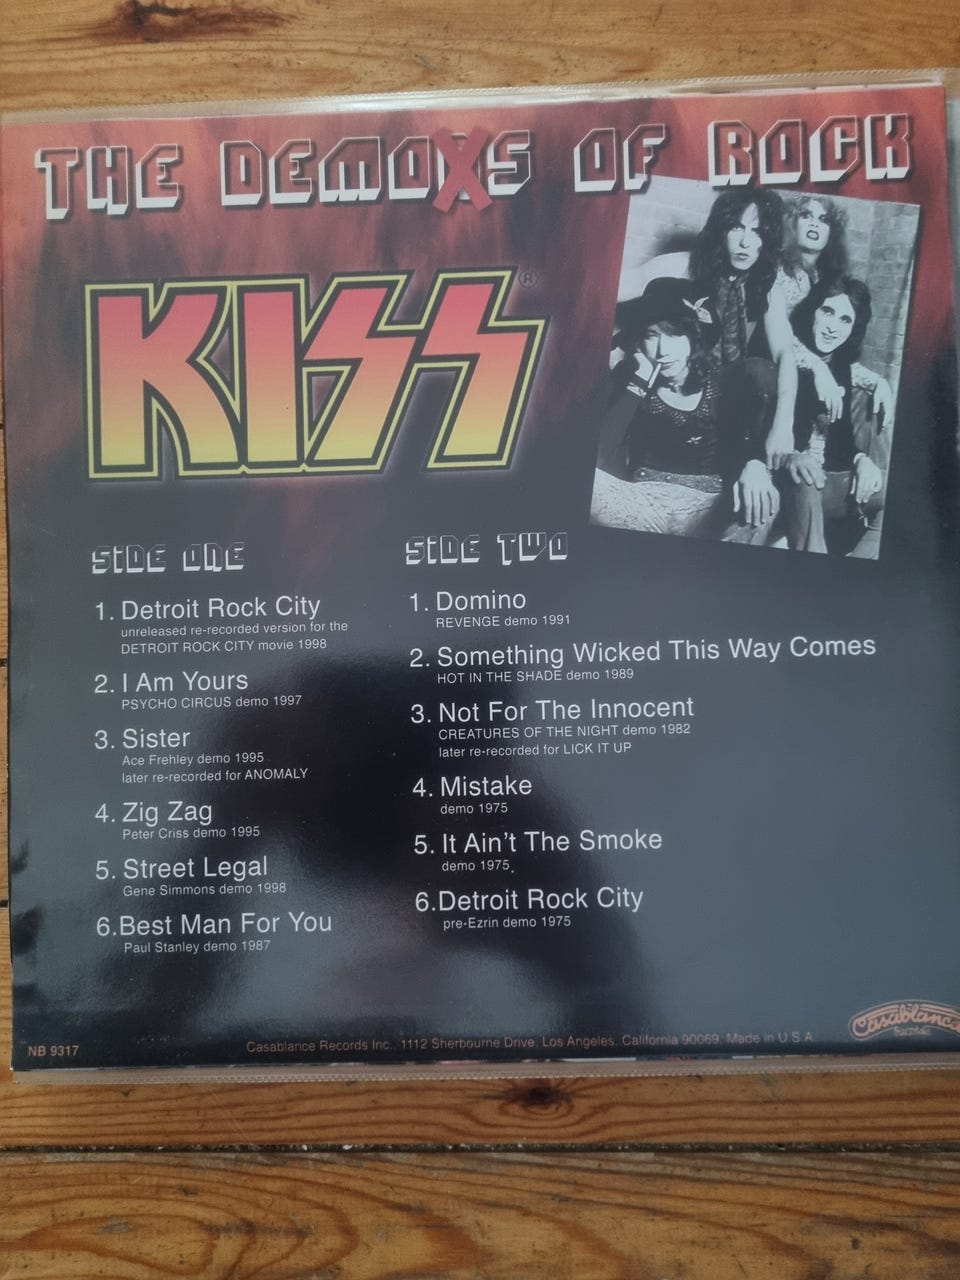 THE DEMOXS OF ROCK
KISS®
SiDE ONE
1. Detroit Rock City
unreleased re-recorded version for the
DETROIT ROCK CITY movie 1998
2. I Am Yours
PSYCHO CIRCUS demo 1997
3. Sister
Ace Frehley demo 1995
later re-recorded for ANOMALY
4. Zig Zag
Peter Criss demo 1995
5. Street Legal
Gene Simmons demo 1998
6.Best Man For You
Paul Stanley demo 1987
SiDE TWO
1. Domino
REVENGE demo 1991
2. Something Wicked This Way Comes
HOT IN THE SHADE demo 1989
3. Not For The Innocent
CREATURES OF THE NIGHT demo 1982
later re-recorded for LICK IT UP
4. Mistake
demo 1975
5. It Ain't The Smoke
demo 1975
6.Detroit Rock City
pre-Ezrin demo 1975
Casablanca
Records
NB 9317
Casablance Records Inc., 1112 Sherbourne Drive, Los Angeles, California 90069. Made in U.S.A.